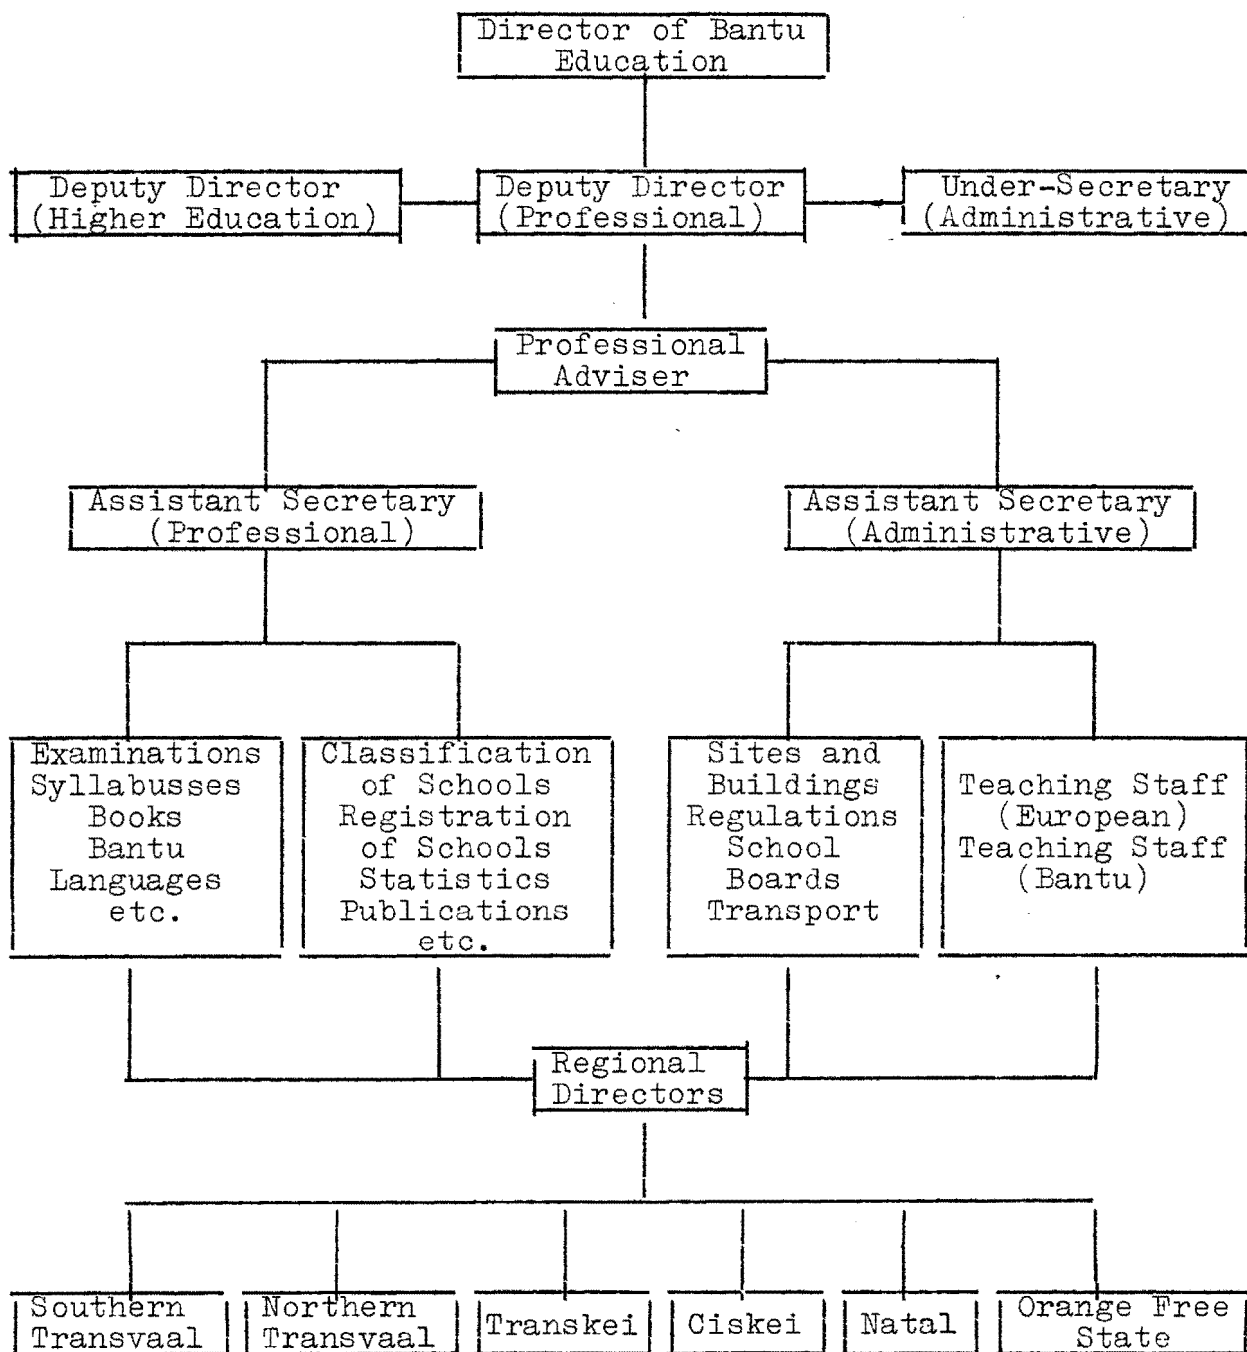 Director of Bantu
Education
Deputy Director
(Higher Education)
Deputy Director
(Professional)
Under-Secretary
(Administrative)
Professional
Adviser
Assistant Secretary
(Professional)
Assistant Secretary
(Administrative)
Examinations
Syllabusses
Books
Bantu
Languages
etc.
Classification
of Schools
Registration
of Schools
Statistics
Publications
etc.
Sites and
Buildings
Regulations
School
Boards
Transport
Teaching Staff
(European)
Teaching Staff
(Bantu)
Regional
Directors
Southern
Transvaal
Northern
Transvaal
Transkei
Ciskei
Natal
Orange Free
State